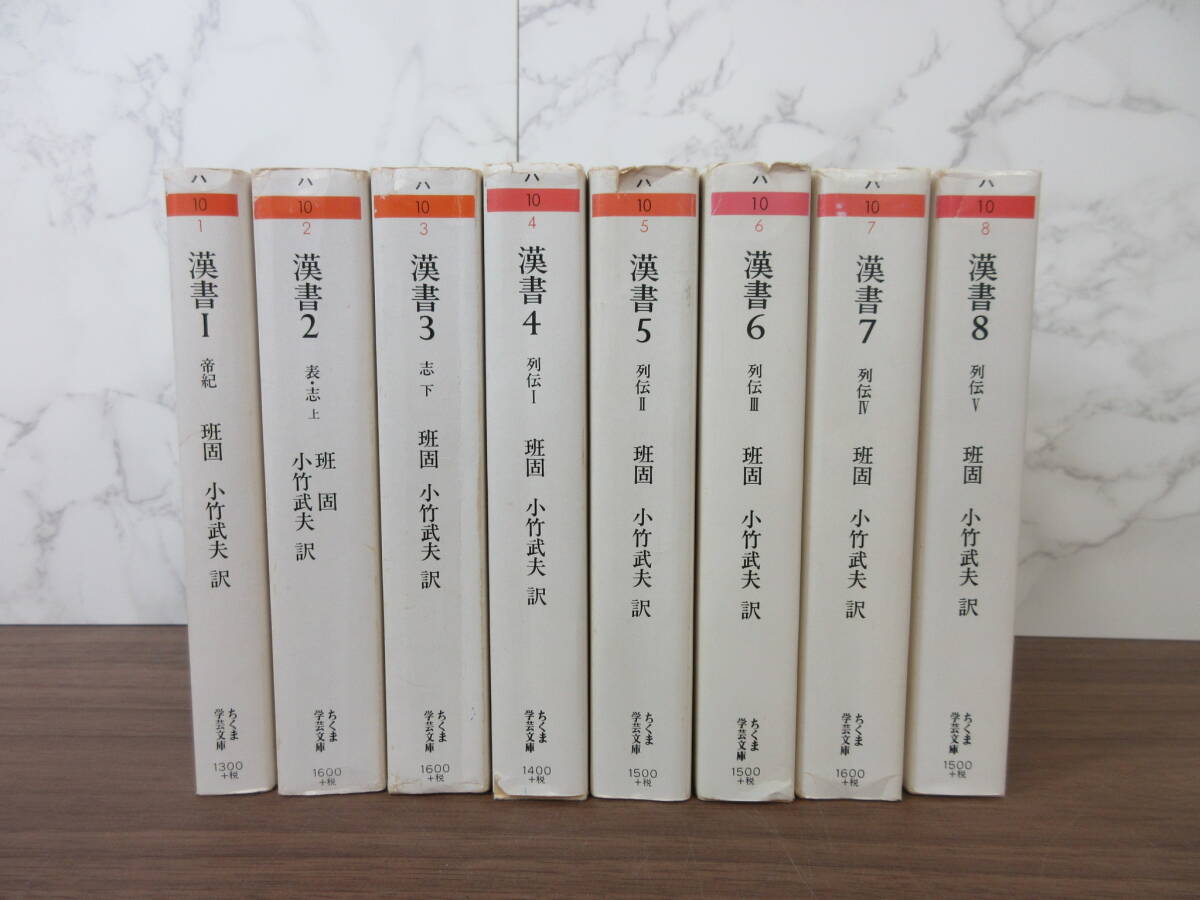 ハ
10
1
漢書1
帝紀
班固
小竹武夫 訳
ちくま
学芸文庫
1300
+税
ハ
10
2
漢書2
表・志 上
班固
小竹武夫 訳
ちくま
学芸文庫
1600
+税
ハ
10
3
漢書3
志 下
班固
小竹武夫 訳
ちくま
学芸文庫
1600
+税
ハ
10
4
漢書4
列伝Ⅰ
班固
小竹武夫 訳
ちくま
学芸文庫
1400
+税
ハ
10
5
漢書5
列伝Ⅱ
班固
小竹武夫 訳
ちくま
学芸文庫
1500
+税
ハ
10
6
漢書6
列伝Ⅲ
班固
小竹武夫 訳
ちくま
学芸文庫
1500
+税
ハ
10
7
漢書7
列伝Ⅳ
班固
小竹武夫 訳
ちくま
学芸文庫
1600
+税
ハ
10
8
漢書8
列伝Ⅴ
班固
小竹武夫 訳
ちくま
学芸文庫
1500
+税